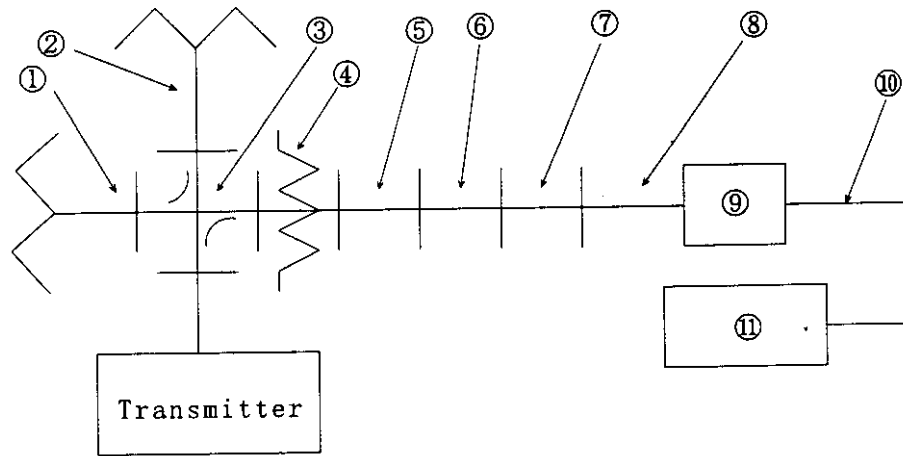 ② ③ ⑤ ⑥ ⑦ ⑧
① ④ ⑩
⑨
⑪
Transmitter